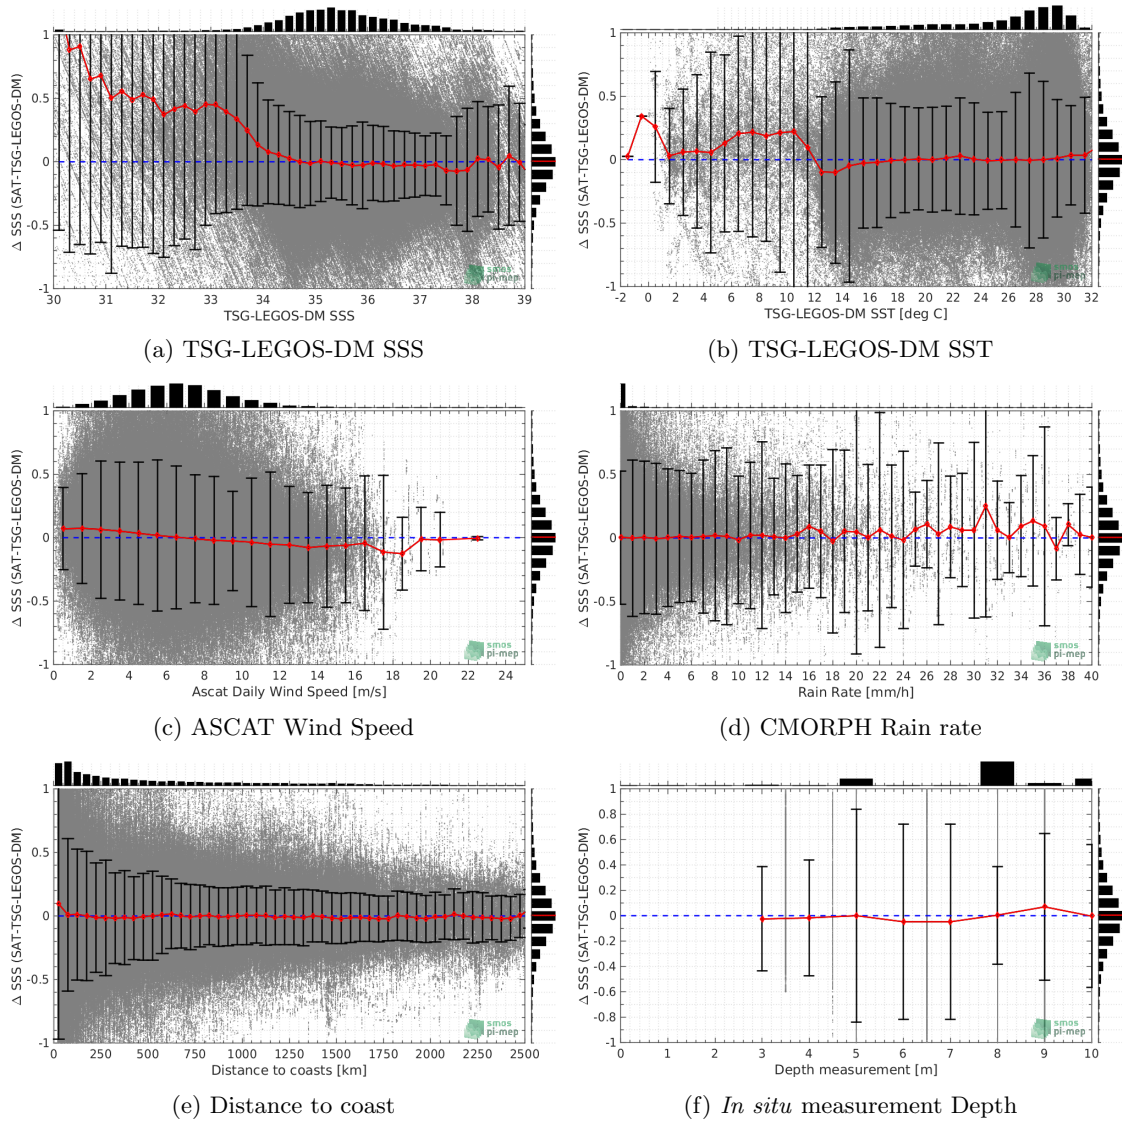 Δ SSS (SAT-TSG-LEGOS-DM)
1
0.5
0
-0.5
-1
30 31 32 33 34 35 36 37 38 39
TSG-LEGOS-DM SSS
smos
pi-mep
(a) TSG-LEGOS-DM SSS
Δ SSS (SAT-TSG-LEGOS-DM)
1
0.5
0
-0.5
-1
-2 0 2 4 6 8 10 12 14 16 18 20 22 24 26 28 30 32
TSG-LEGOS-DM SST [deg C]
smos
pi-mep
(b) TSG-LEGOS-DM SST
Δ SSS (SAT-TSG-LEGOS-DM)
1
0.5
0
-0.5
-1
0 2 4 6 8 10 12 14 16 18 20 22 24
Ascat Daily Wind Speed [m/s]
smos
pi-mep
(c) ASCAT Wind Speed
Δ SSS (SAT-TSG-LEGOS-DM)
1
0.5
0
-0.5
-1
0 2 4 6 8 10 12 14 16 18 20 22 24 26 28 30 32 34 36 38 40
Rain Rate [mm/h]
smos
pi-mep
(d) CMORPH Rain rate
Δ SSS (SAT-TSG-LEGOS-DM)
1
0.5
0
-0.5
-1
0 250 500 750 1000 1250 1500 1750 2000 2250 2500
Distance to coasts [km]
smos
pi-mep
(e) Distance to coast
Δ SSS (SAT-TSG-LEGOS-DM)
1
0.8
0.6
0.4
0.2
0
-0.2
-0.4
-0.6
-0.8
-1
0 1 2 3 4 5 6 7 8 9 10
Depth measurement [m]
smos
pi-mep
(f) In situ measurement Depth